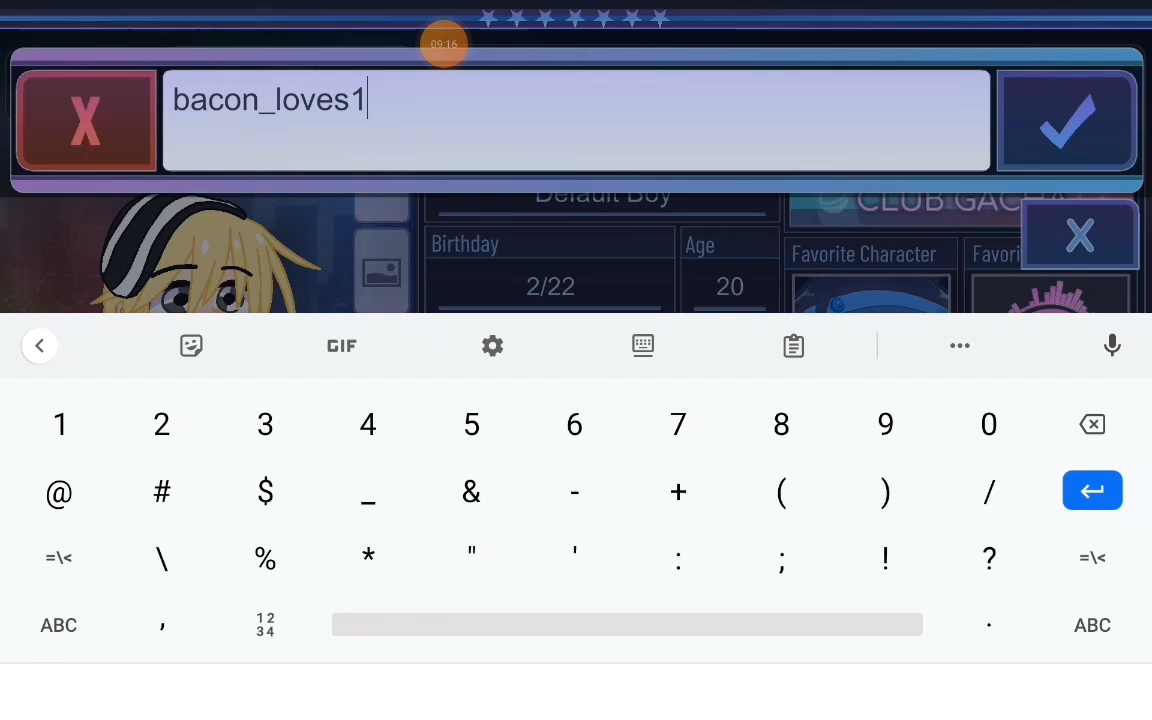 09:16
X
bacon_loves1
Default Boy
CLUB GACHA
X
Birthday
Age
Favorite Character
Favori
2/22
20
GIF
1 2 3 4 5 6 7 8 9 0
@ # $ _ & - + ( ) /
=\< \ % * " ' : ; ! ? =\<
ABC , 12 34 . ABC